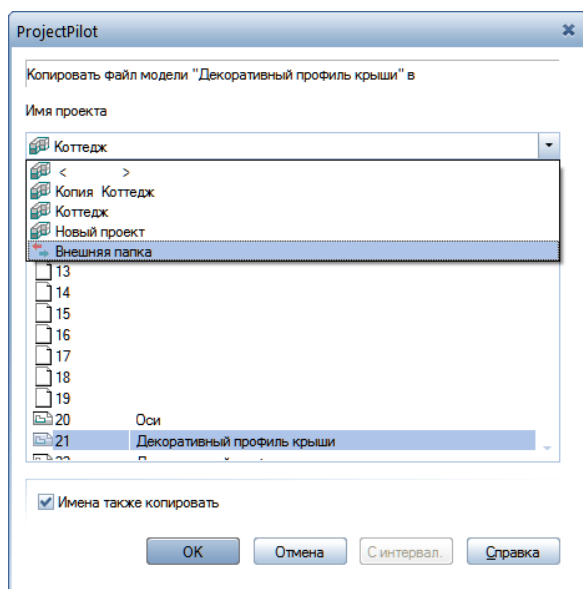 ProjectPilot
Копировать файл модели "Декоративный профиль крыши" в
Имя проекта
Коттедж
< >
Копия Коттедж
Коттедж
Новый проект
Внешняя папка
13
14
15
16
17
18
19
20 Оси
21 Декоративный профиль крыши
Имена также копировать
OK Отмена С интервал. Справка